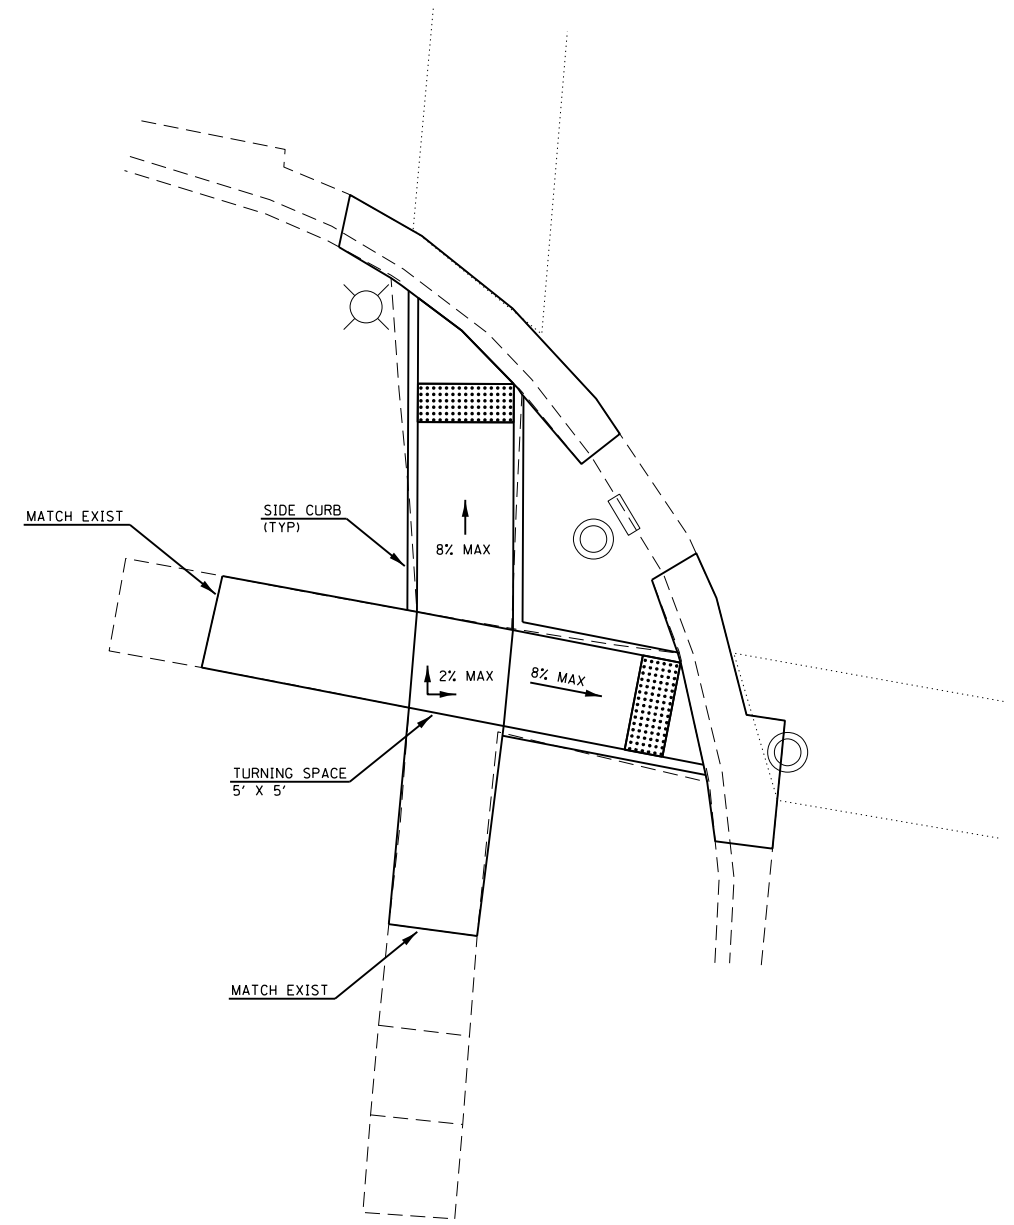 MATCH EXIST
SIDE CURB
(TYP)
8% MAX
2% MAX
8% MAX
TURNING SPACE
5' X 5'
MATCH EXIST